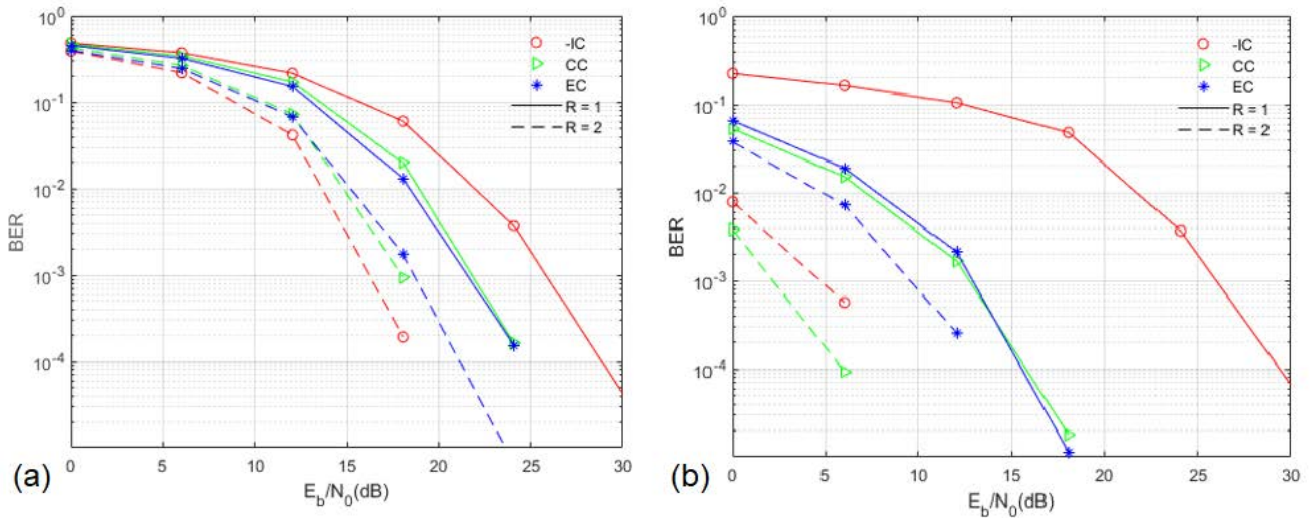 10^0
10^-1
10^-2
10^-3
10^-4
BER
0 5 10 15 20 25 30
E_b/N_0(dB)
-IC
CC
EC
R = 1
R = 2
(a)
10^0
10^-1
10^-2
10^-3
10^-4
BER
0 5 10 15 20 25 30
E_b/N_0(dB)
-IC
CC
EC
R = 1
R = 2
(b)